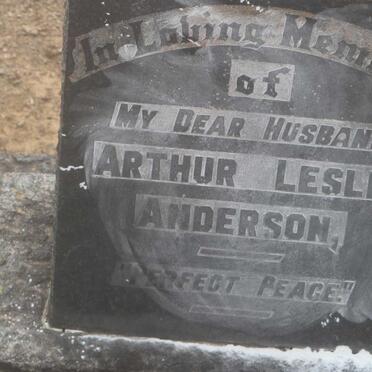 In Loving Mem
of
MY DEAR HUSBAN
ARTHUR LESL
ANDERSON,
"PERFECT PEACE."